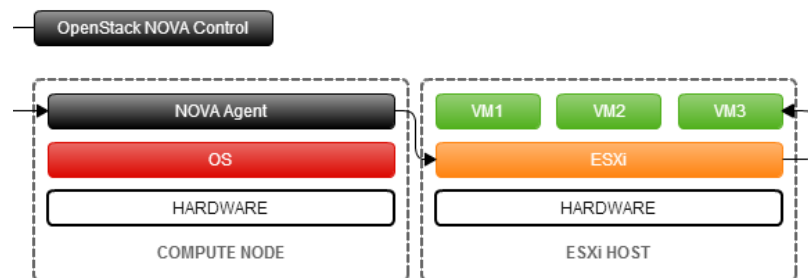 OpenStack NOVA Control
NOVA Agent
OS
HARDWARE
COMPUTE NODE
VM1
VM2
VM3
ESXi
HARDWARE
ESXi HOST